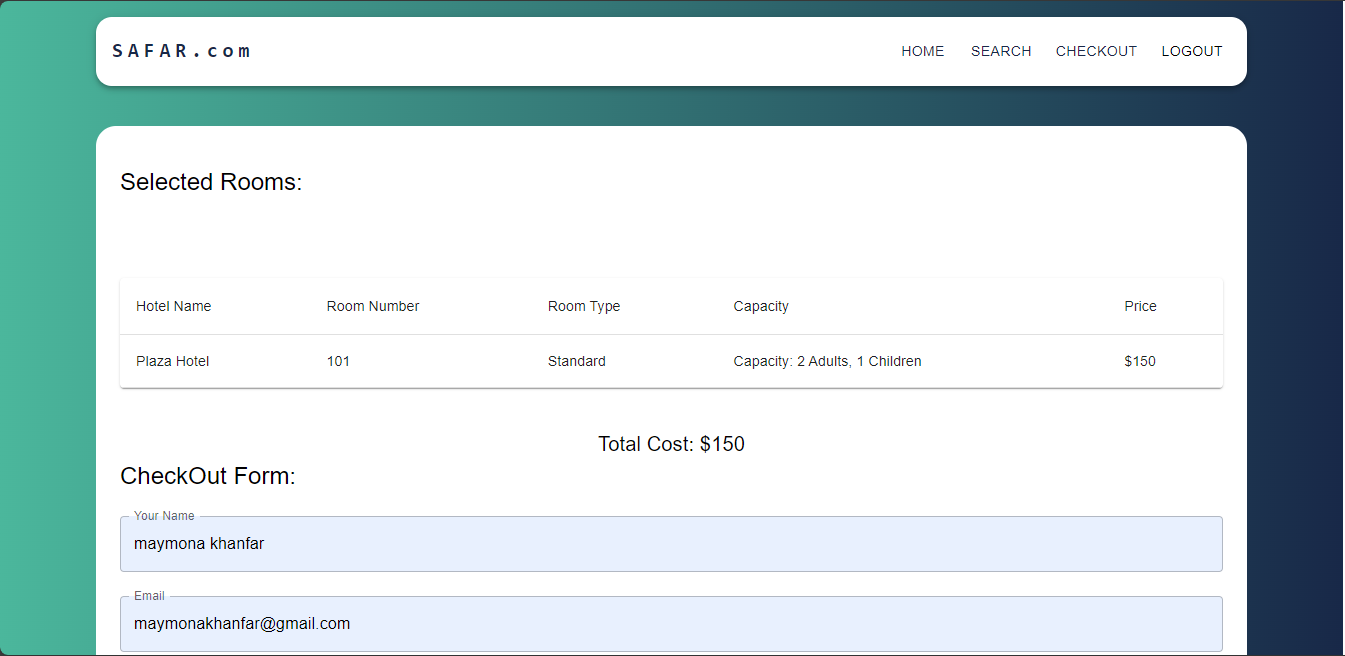 SAFAR.com HOME SEARCH CHECKOUT LOGOUT
Selected Rooms:
Hotel Name Room Number Room Type Capacity Price
Plaza Hotel 101 Standard Capacity: 2 Adults, 1 Children $150
Total Cost: $150
CheckOut Form:
Your Name
maymona khanfar
Email
maymonakhanfar@gmail.com